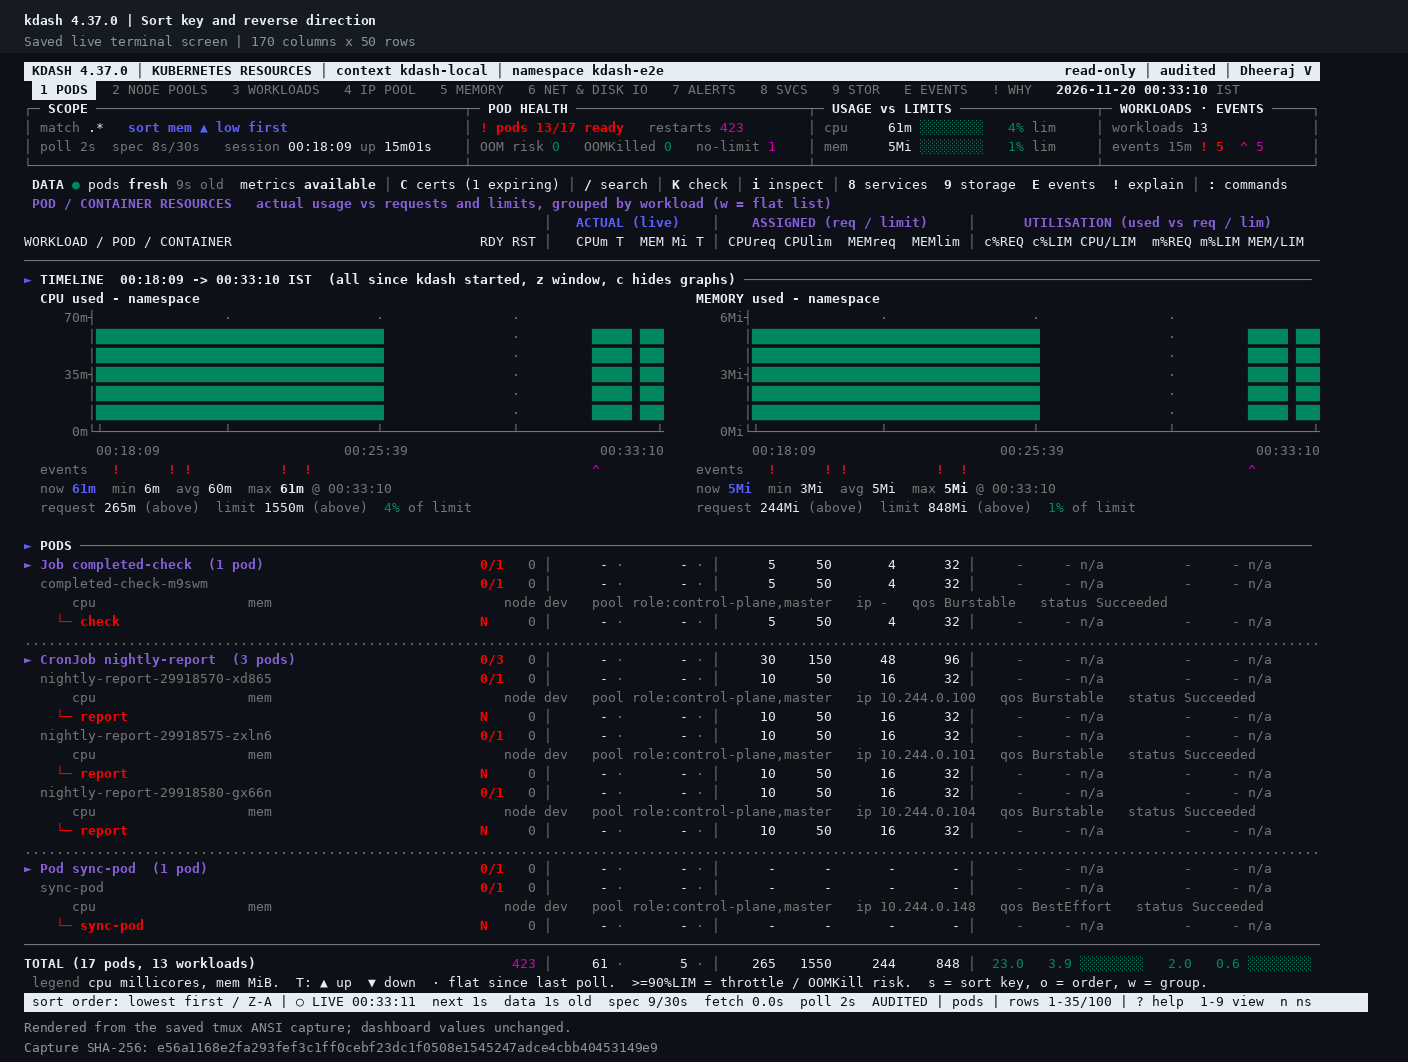 kdash 4.37.0 | Sort key and reverse direction
Saved live terminal screen | 170 columns x 50 rows
KDASH 4.37.0 │ KUBERNETES RESOURCES │ context kdash-local │ namespace kdash-e2e read-only │ audited │ Dheeraj V
1 PODS 2 NODE POOLS 3 WORKLOADS 4 IP POOL 5 MEMORY 6 NET & DISK IO 7 ALERTS 8 SVCS 9 STOR E EVENTS ! WHY 2026-11-20 00:33:10 IST
SCOPE POD HEALTH USAGE vs LIMITS WORKLOADS · EVENTS
match .* sort mem ▲ low first │ ! pods 13/17 ready restarts 423 │ cpu 61m ░░░░░░░░ 4% lim │ workloads 13
poll 2s spec 8s/30s session 00:18:09 up 15m01s │ OOM risk 0 OOMKilled 0 no-limit 1 │ mem 5Mi ░░░░░░░░ 1% lim │ events 15m ! 5 ^ 5
DATA ● pods fresh 9s old metrics available │ C certs (1 expiring) │ / search │ K check │ i inspect │ 8 services 9 storage E events ! explain │ : commands
POD / CONTAINER RESOURCES actual usage vs requests and limits, grouped by workload (w = flat list)
│ ACTUAL (live) │ ASSIGNED (req / limit) │ UTILISATION (used vs req / lim)
WORKLOAD / POD / CONTAINER RDY RST │ CPUm T MEM Mi T │ CPUreq CPUlim MEMreq MEMlim │ c%REQ c%LIM CPU/LIM m%REQ m%LIM MEM/LIM
► TIMELINE 00:18:09 -> 00:33:10 IST (all since kdash started, z window, c hides graphs)
CPU used - namespace MEMORY used - namespace
70m 6Mi
35m 3Mi
0m 0Mi
00:18:09 00:25:39 00:33:10 00:18:09 00:25:39 00:33:10
events ! ! ! ! ! ^ events ! ! ! ! ! ^
now 61m min 6m avg 60m max 61m @ 00:33:10 now 5Mi min 3Mi avg 5Mi max 5Mi @ 00:33:10
request 265m (above) limit 1550m (above) 4% of limit request 244Mi (above) limit 848Mi (above) 1% of limit
► PODS
► Job completed-check (1 pod) 0/1 0 │ - · - · │ 5 50 4 32 │ - - n/a - - n/a
completed-check-m9swm 0/1 0 │ - · - · │ 5 50 4 32 │ - - n/a - - n/a
cpu mem node dev pool role:control-plane,master ip - qos Burstable status Succeeded
└─ check N 0 │ - · - · │ 5 50 4 32 │ - - n/a - - n/a
► CronJob nightly-report (3 pods) 0/3 0 │ - · - · │ 30 150 48 96 │ - - n/a - - n/a
nightly-report-29918570-xd865 0/1 0 │ - · - · │ 10 50 16 32 │ - - n/a - - n/a
cpu mem node dev pool role:control-plane,master ip 10.244.0.100 qos Burstable status Succeeded
└─ report N 0 │ - · - · │ 10 50 16 32 │ - - n/a - - n/a
nightly-report-29918575-zxln6 0/1 0 │ - · - · │ 10 50 16 32 │ - - n/a - - n/a
cpu mem node dev pool role:control-plane,master ip 10.244.0.101 qos Burstable status Succeeded
└─ report N 0 │ - · - · │ 10 50 16 32 │ - - n/a - - n/a
nightly-report-29918580-gx66n 0/1 0 │ - · - · │ 10 50 16 32 │ - - n/a - - n/a
cpu mem node dev pool role:control-plane,master ip 10.244.0.104 qos Burstable status Succeeded
└─ report N 0 │ - · - · │ 10 50 16 32 │ - - n/a - - n/a
► Pod sync-pod (1 pod) 0/1 0 │ - · - · │ - - - - │ - - n/a - - n/a
sync-pod 0/1 0 │ - · - · │ - - - - │ - - n/a - - n/a
cpu mem node dev pool role:control-plane,master ip 10.244.0.148 qos BestEffort status Succeeded
└─ sync-pod N 0 │ - · - · │ - - - - │ - - n/a - - n/a
TOTAL (17 pods, 13 workloads) 423 │ 61 · 5 · │ 265 1550 244 848 │ 23.0 3.9 ░░░░░░░░ 2.0 0.6 ░░░░░░░░
legend cpu millicores, mem MiB. T: ▲ up ▼ down · flat since last poll. >=90%LIM = throttle / OOMKill risk. s = sort key, o = order, w = group.
sort order: lowest first / Z-A | ○ LIVE 00:33:11 next 1s data 1s old spec 9/30s fetch 0.0s poll 2s AUDITED | pods | rows 1-35/100 | ? help 1-9 view n ns
Rendered from the saved tmux ANSI capture; dashboard values unchanged.
Capture SHA-256: e56a1168e2fa293fef3c1ff0cebf23dc1f0508e1545247adce4cbb40453149e9